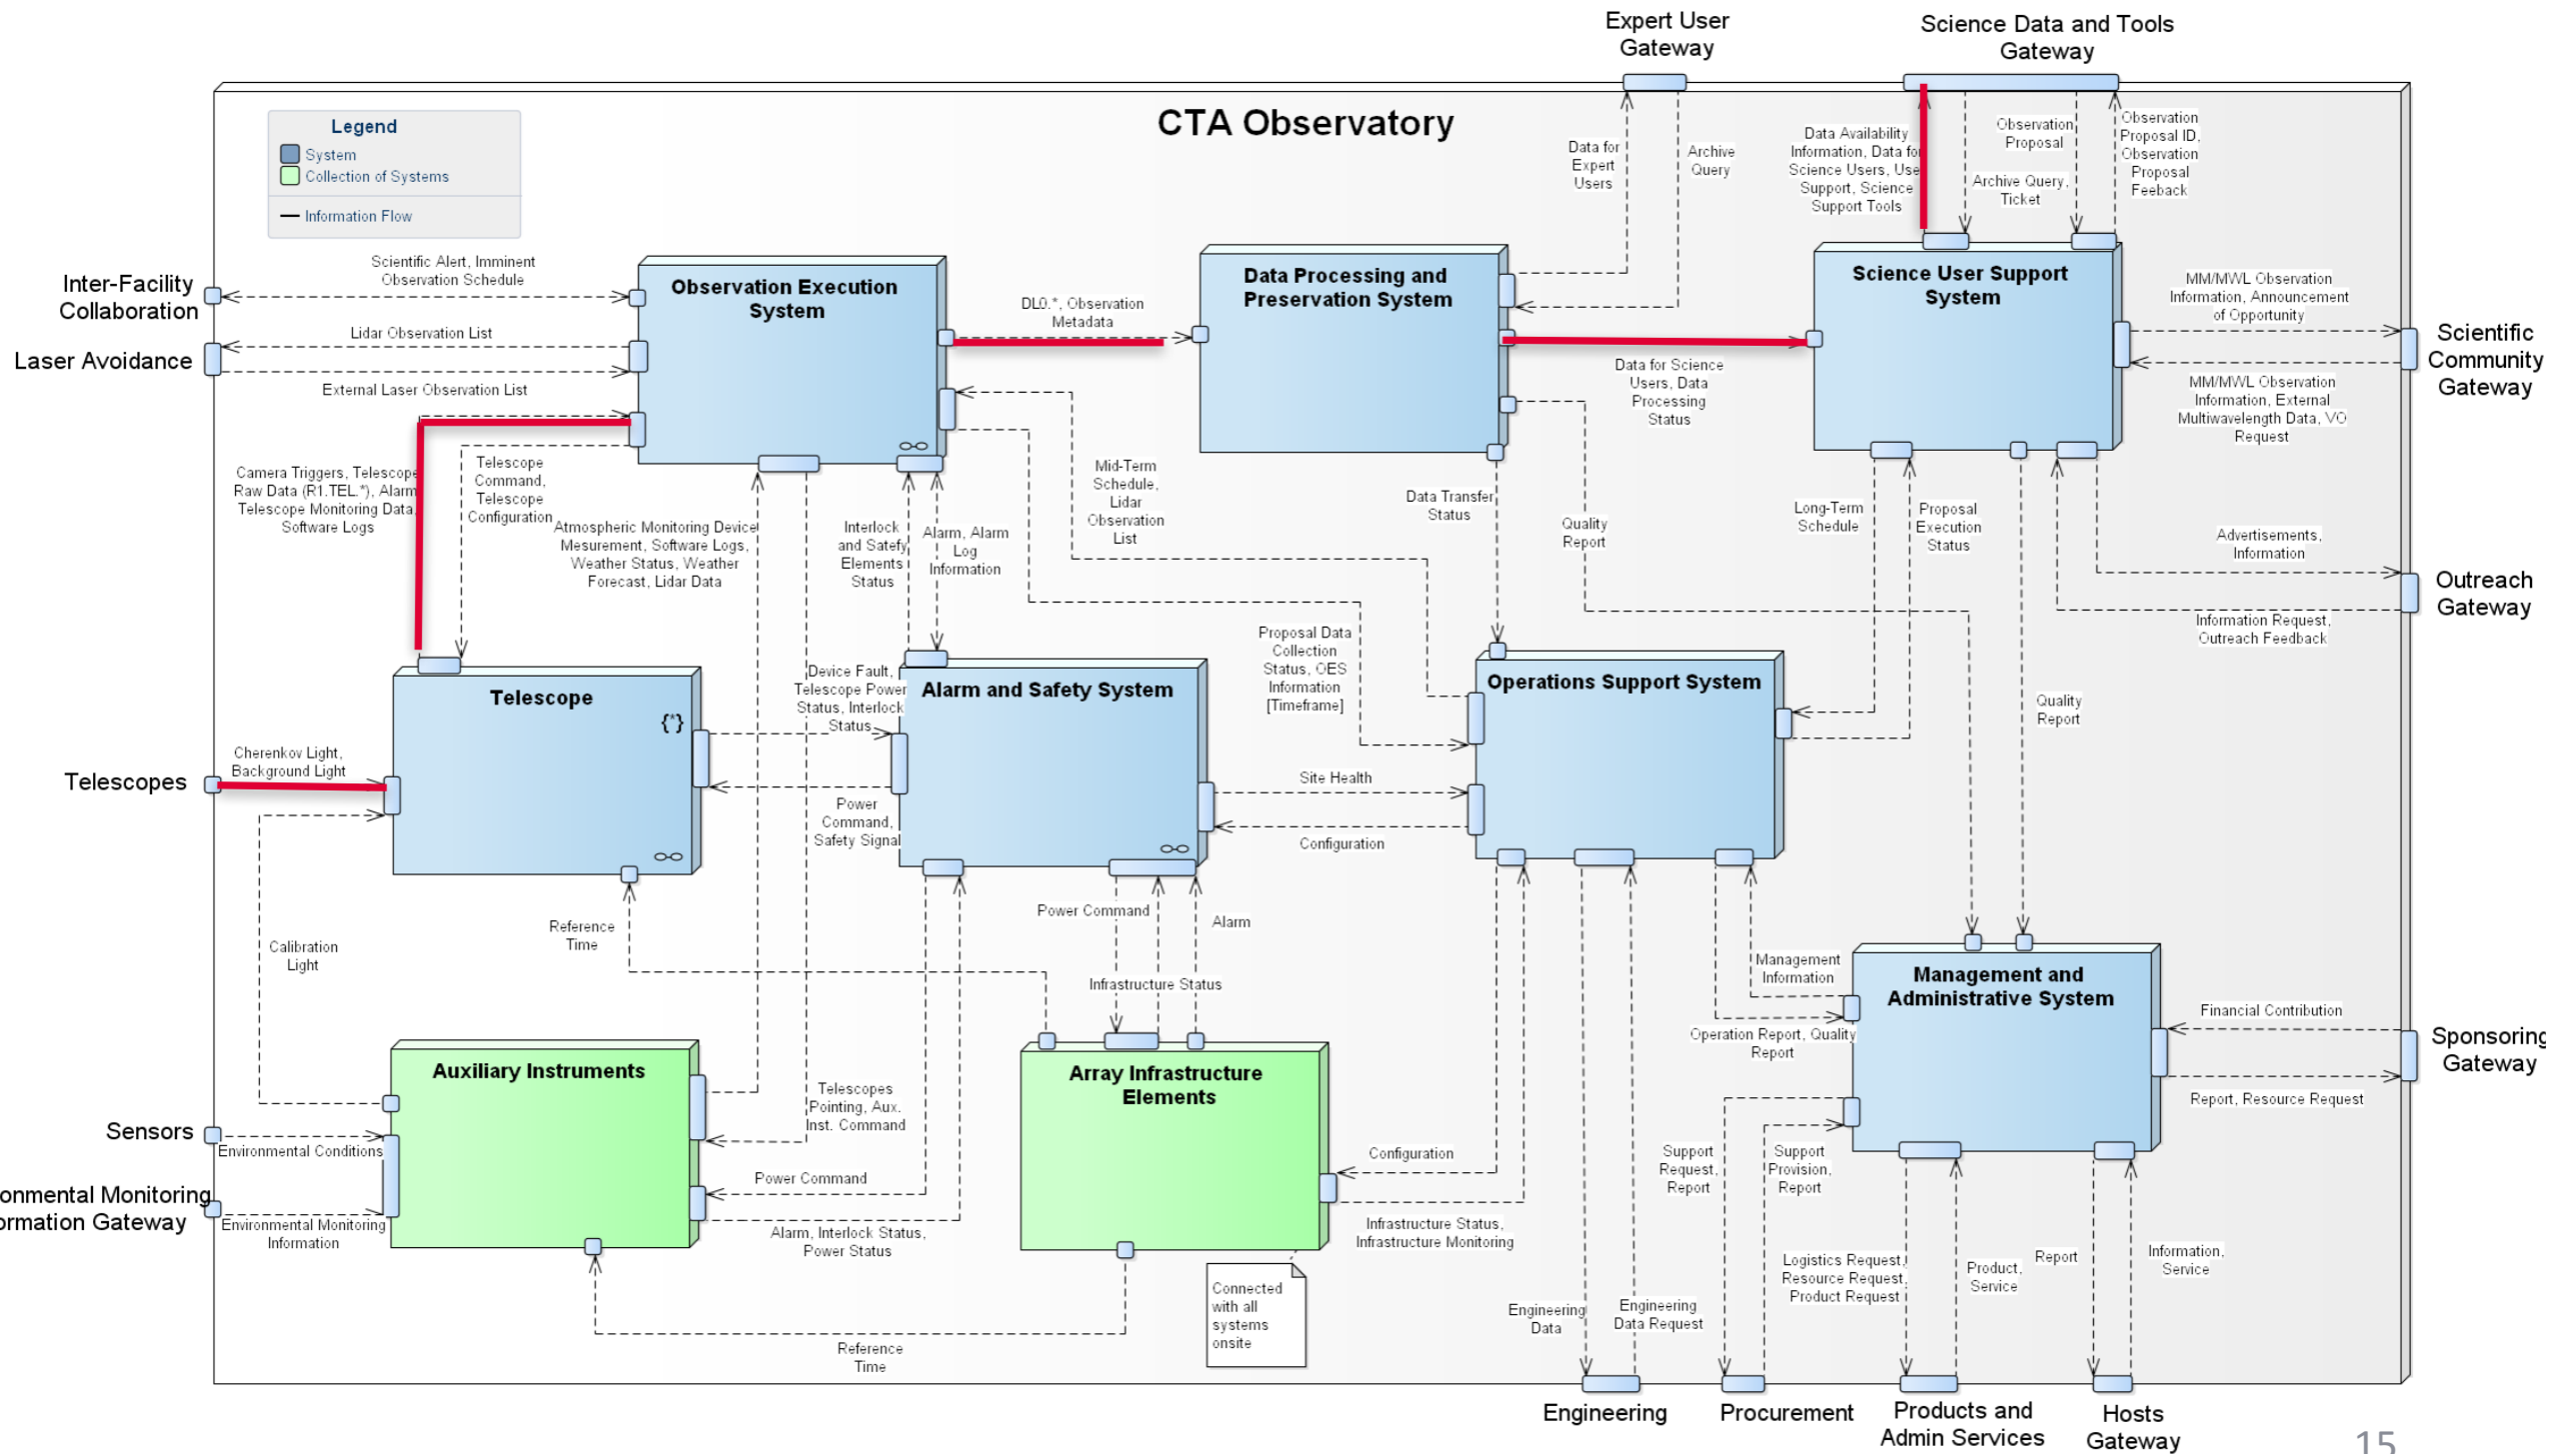 Expert User
Gateway
Science Data and Tools
Gateway
CTA Observatory
Legend
System
Collection of Systems
Information Flow
Data for
Expert
Users
Archive
Query
Data Availability
Information, Data for
Science Users, Use
Support, Science
Support Tools
Archive Query,
Ticket
Observation
Proposal
Observation
Proposal ID,
Observation
Proposal
Feeback
Inter-Facility
Collaboration
Scientific Alert, Imminent
Observation Schedule
Laser Avoidance
Lidar Observation List
External Laser Observation List
Observation Execution
System
DL0.*, Observation
Metadata
Data Processing and
Preservation System
Data for Science
Users, Data
Processing
Status
Science User Support
System
MM/MWL Observation
Information, Announcement
of Opportunity
MM/MWL Observation
Information, External
Multiwavelength Data, VO
Request
Scientific
Community
Gateway
Camera Triggers, Telescope
Raw Data (R1.TEL.*), Alarm
Telescope Monitoring Data,
Software Logs
Telescope
Command,
Telescope
Configuration
Atmospheric Monitoring Device
Mesurement, Software Logs,
Weather Status, Weather
Forecast, Lidar Data
Interlock
and Satefy
Elements
Status
Alarm, Alarm
Log
Information
Mid-Term
Schedule,
Lidar
Observation
List
Data Transfer
Status
Quality
Report
Long-Term
Schedule
Proposal
Execution
Status
Advertisements,
Information
Outreach
Gateway
Information Request,
Outreach Feedback
Telescope
{*}
Device Fault,
Telescope Power
Status, Interlock
Status
Alarm and Safety System
Proposal Data
Collection
Status, OES
Information
[Timeframe]
Operations Support System
Quality
Report
Telescopes
Cherenkov Light,
Background Light
Power
Command,
Safety Signal
Site Health
Configuration
Reference
Time
Calibration
Light
Power Command
Alarm
Infrastructure Status
Management
Information
Operation Report, Quality
Report
Management and
Administrative System
Financial Contribution
Report, Resource Request
Sponsoring
Gateway
Auxiliary Instruments
Array Infrastructure
Elements
Telescopes
Pointing, Aux.
Inst. Command
Sensors
Environmental Conditions
onmental Monitoring
ormation Gateway
Environmental Monitoring
Information
Power Command
Alarm, Interlock Status,
Power Status
Configuration
Infrastructure Status,
Infrastructure Monitoring
Support
Request,
Report
Support
Provision,
Report
Connected
with all
systems
onsite
Reference
Time
Engineering
Data
Engineering
Data Request
Logistics Request,
Resource Request,
Product Request
Product,
Service
Report
Information,
Service
Engineering
Procurement
Products and
Admin Services
Hosts
Gateway
15